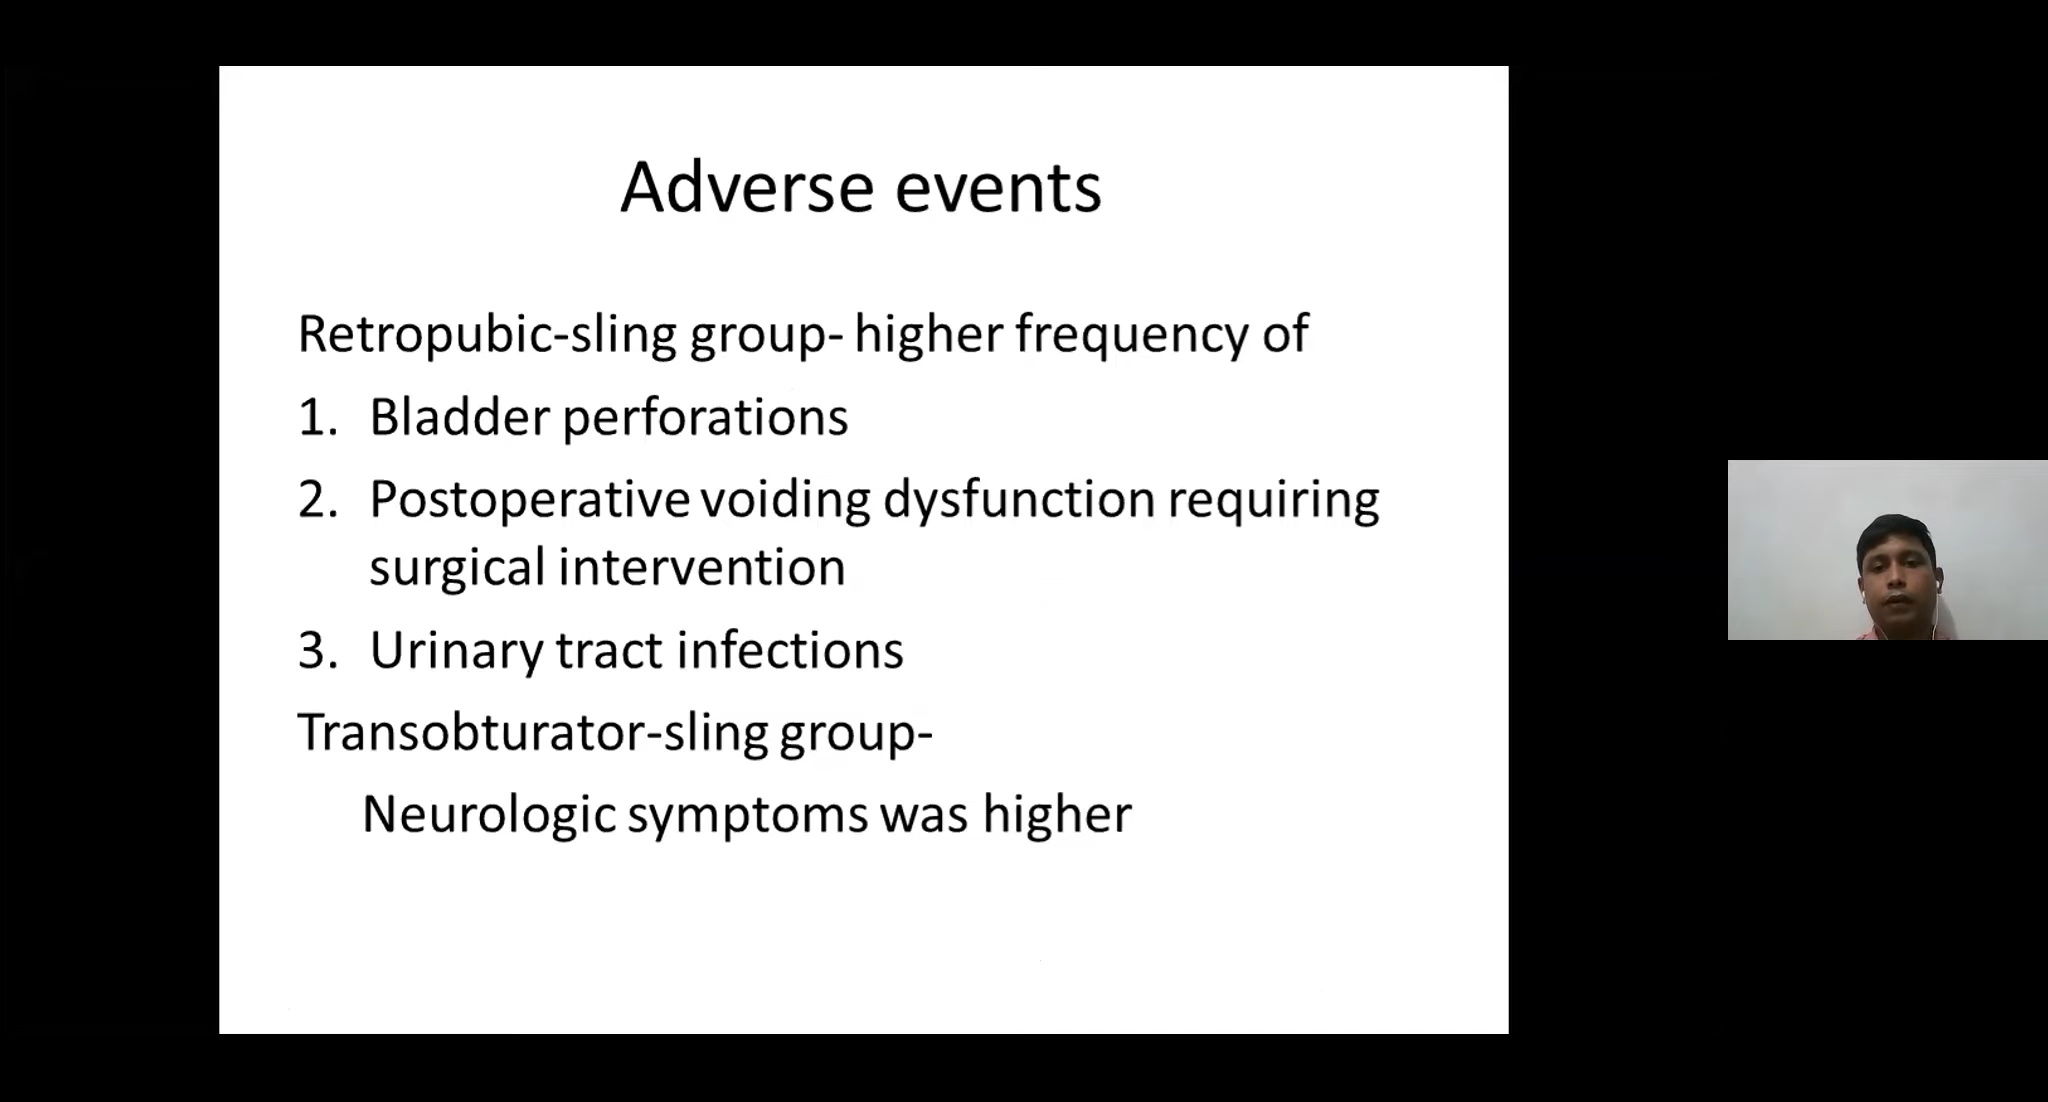 Adverse events
Retropubic-sling group- higher frequency of
1. Bladder perforations
2. Postoperative voiding dysfunction requiring
surgical intervention
3. Urinary tract infections
Transobturator-sling group-
Neurologic symptoms was higher